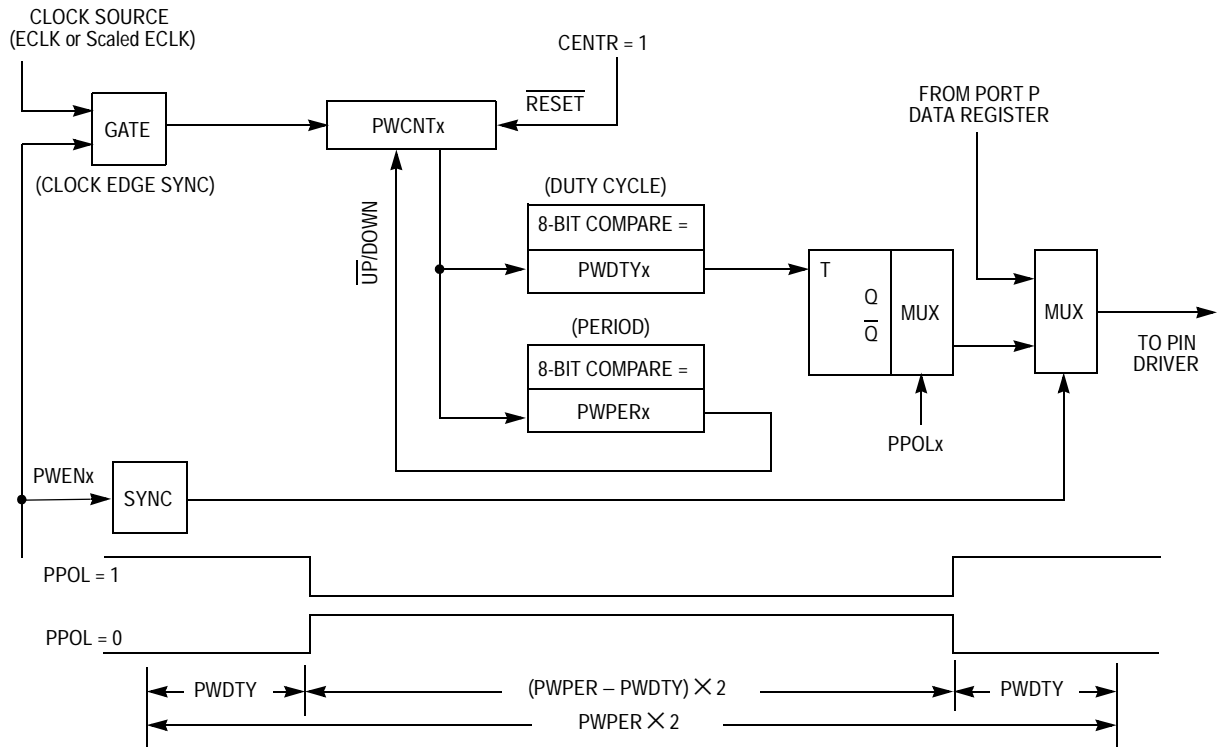 CLOCK SOURCE
(ECLK or Scaled ECLK)
CENTR = 1
RESET
FROM PORT P
DATA REGISTER
GATE
PWCNTx
(CLOCK EDGE SYNC)
UP/DOWN
(DUTY CYCLE)
8-BIT COMPARE =
PWDTYx
T
Q
Q
MUX
MUX
TO PIN
DRIVER
(PERIOD)
8-BIT COMPARE =
PWPERx
PPOLx
PWENx
SYNC
PPOL = 1
PPOL = 0
PWDTY
(PWPER – PWDTY) × 2
PWDTY
PWPER × 2